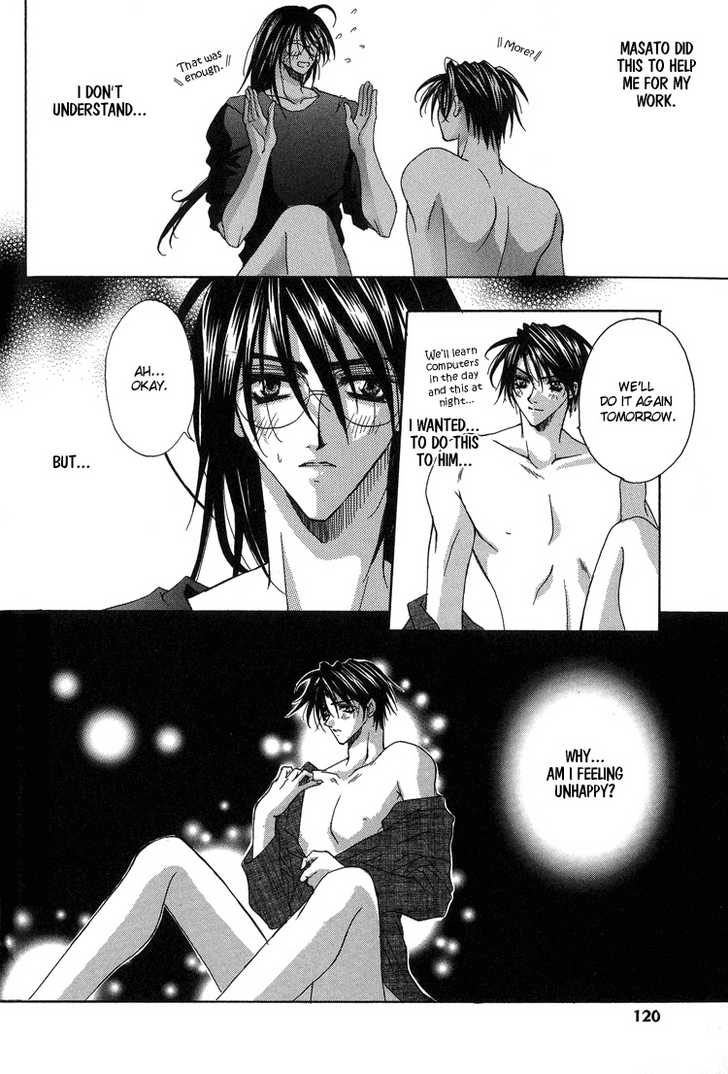 MASATO DID
THIS TO HELP
ME FOR MY
WORK.
More?
That was
enough.
I DON'T
UNDERSTAND...
WE'LL
DO IT AGAIN
TOMORROW.
We'll learn
computers
in the day
and this at
night...
I WANTED...
TO DO THIS
TO HIM...
AH...
OKAY.
BUT...
WHY...
AM I FEELING
UNHAPPY?
120